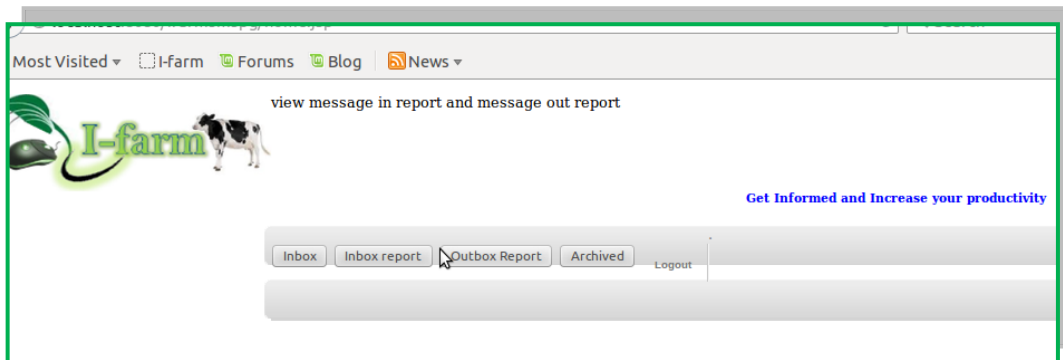 Most Visited I-farm Forums Blog News
I-farm
view message in report and message out report
Get Informed and Increase your productivity
Inbox Inbox report Outbox Report Archived Logout